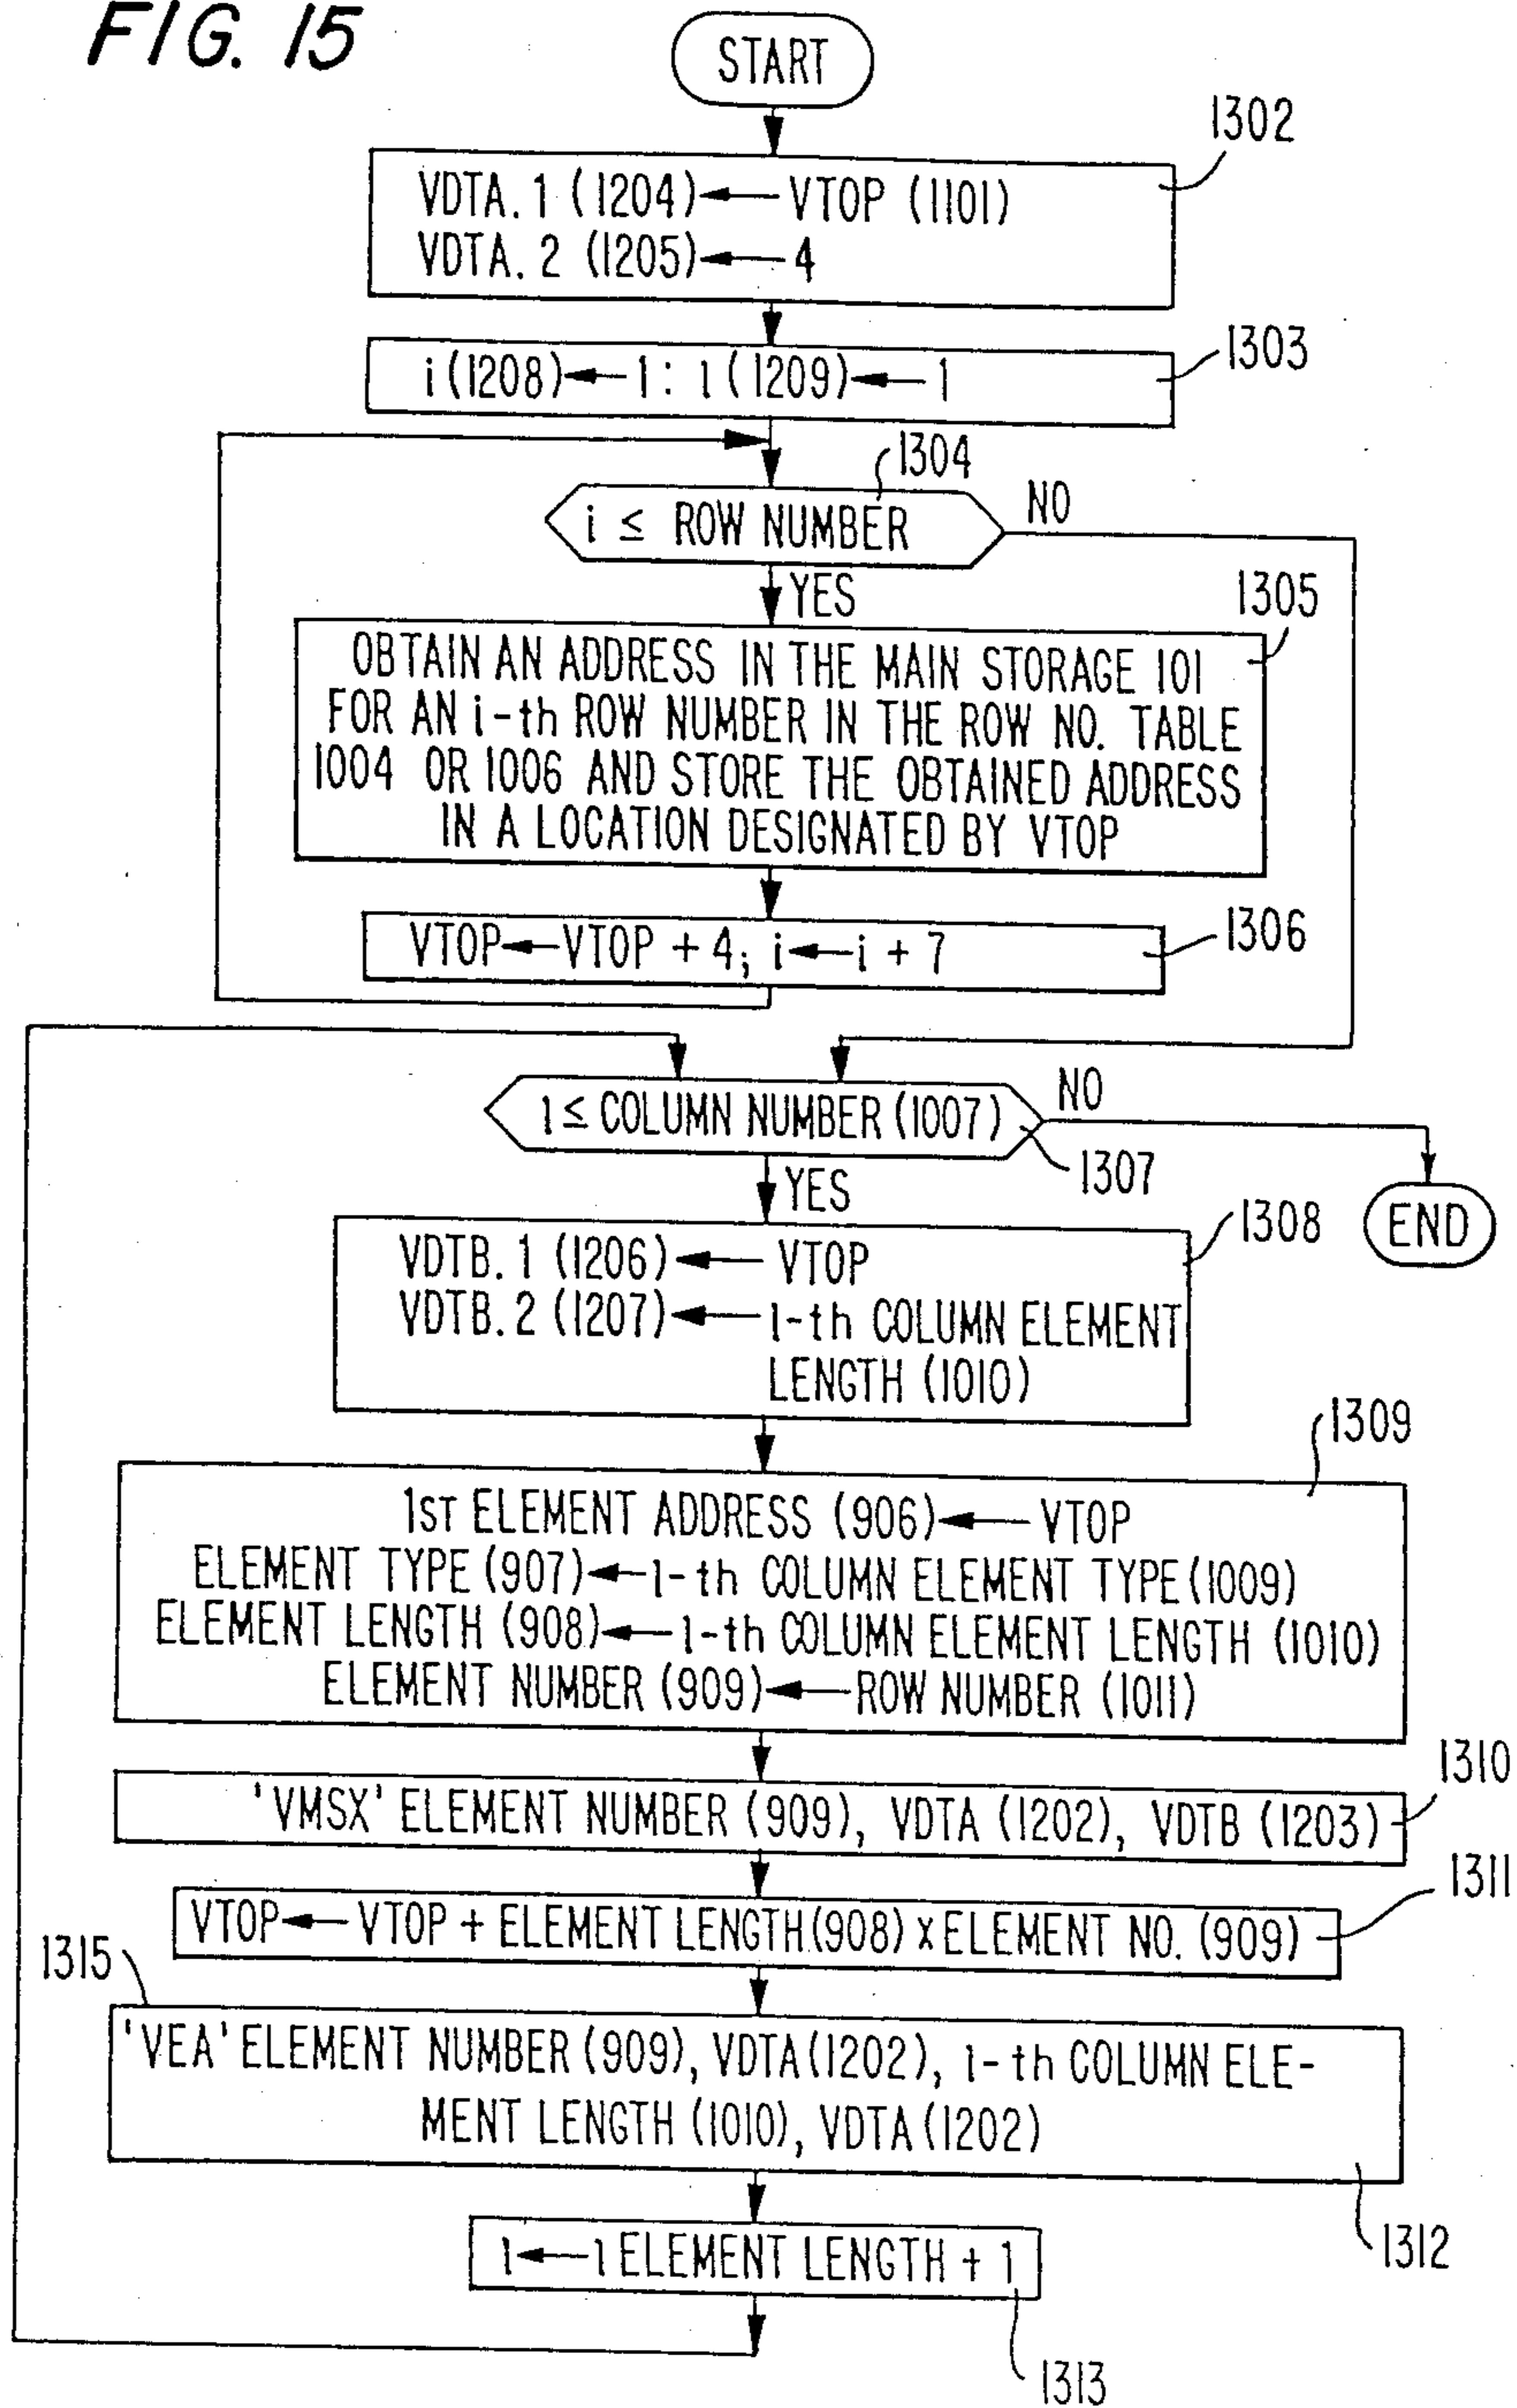 FIG. 15
START
1302
VDTA. 1 (1204)←VTOP (1101)
VDTA. 2 (1205)←4
1303
i(1208)←1: l(1209)←1
1304
i ≤ ROW NUMBER
NO
YES
1305
OBTAIN AN ADDRESS IN THE MAIN STORAGE 101
FOR AN i-th ROW NUMBER IN THE ROW NO. TABLE
1004 OR 1006 AND STORE THE OBTAINED ADDRESS
IN A LOCATION DESIGNATED BY VTOP
1306
VTOP←VTOP + 4; i←i + 7
l ≤ COLUMN NUMBER (1007)
NO
1307
YES
END
1308
VDTB. 1 (1206)←VTOP
VDTB. 2 (1207)←l-th COLUMN ELEMENT
LENGTH (1010)
1309
1ST ELEMENT ADDRESS (906)←VTOP
ELEMENT TYPE (907)←l-th COLUMN ELEMENT TYPE (1009)
ELEMENT LENGTH (908)←l-th COLUMN ELEMENT LENGTH (1010)
ELEMENT NUMBER (909)←ROW NUMBER (1011)
1310
'VMSX' ELEMENT NUMBER (909), VDTA (1202), VDTB (1203)
1311
VTOP←VTOP + ELEMENT LENGTH (908) x ELEMENT NO. (909)
1315
'VEA' ELEMENT NUMBER (909), VDTA (1202), l-th COLUMN ELE-
MENT LENGTH (1010), VDTA (1202)
1312
l←l ELEMENT LENGTH + 1
1313